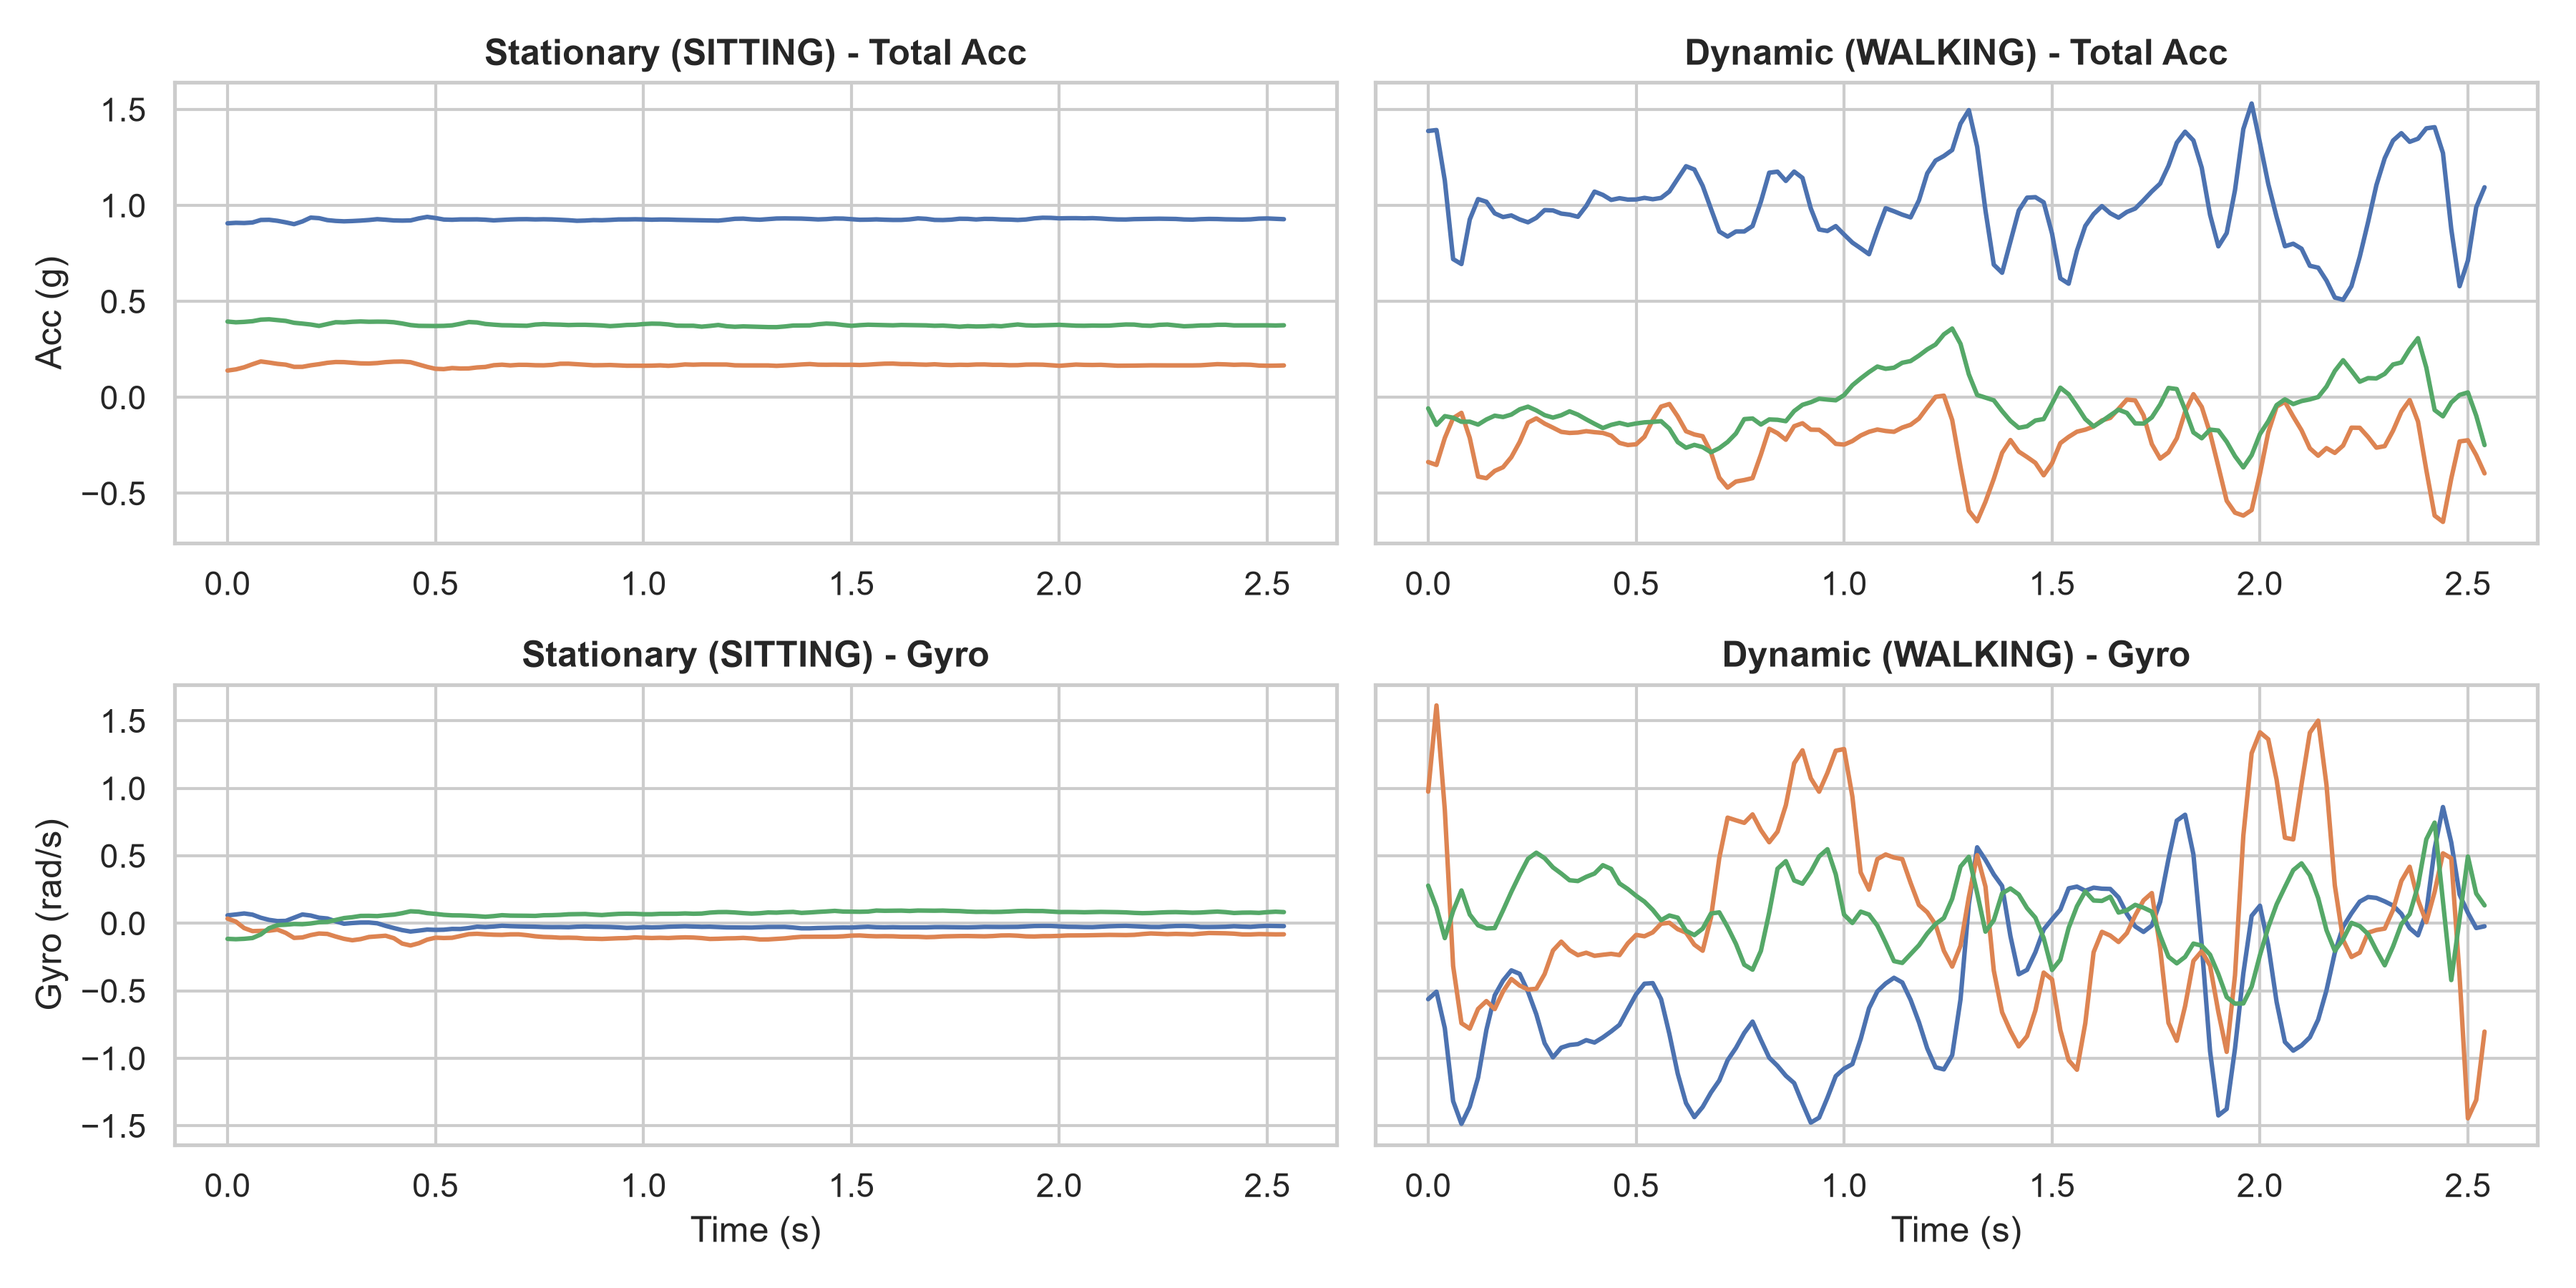 Stationary (SITTING) - Total Acc
Dynamic (WALKING) - Total Acc
Acc (g)
1.5
1.0
0.5
0.0
−0.5
0.0 0.5 1.0 1.5 2.0 2.5
0.0 0.5 1.0 1.5 2.0 2.5
Stationary (SITTING) - Gyro
Dynamic (WALKING) - Gyro
Gyro (rad/s)
1.5
1.0
0.5
0.0
−0.5
−1.0
−1.5
0.0 0.5 1.0 1.5 2.0 2.5
0.0 0.5 1.0 1.5 2.0 2.5
Time (s)
Time (s)